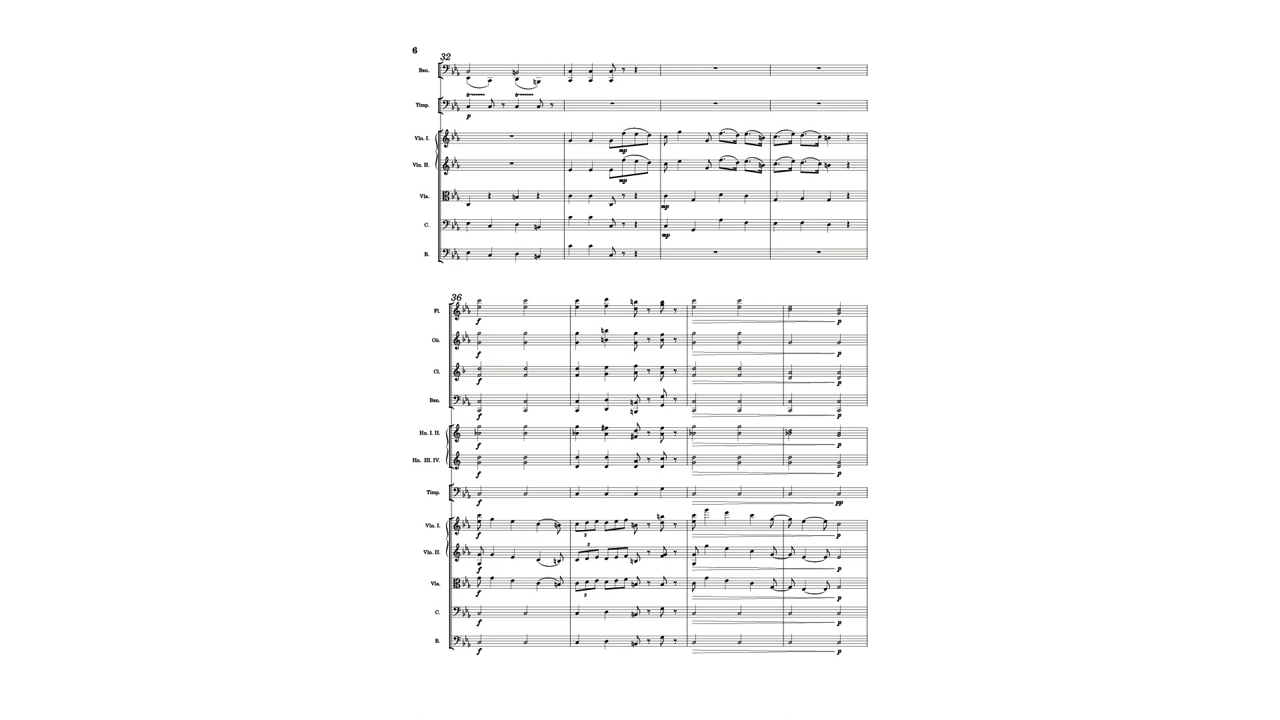 6
32
Bsn.
Timp.
p
Vln. I.
mp
Vln. II.
mp
Vla.
mp
C.
mp
B.
36
Fl.
f p
Ob.
f p
Cl.
f p
Bsn.
f p
Hn. I. II.
f p
Hn. III. IV.
f p
Timp.
f pp
Vln. I.
3
f p
Vln. II.
3
f p
Vla.
3
f p
C.
f p
B.
f p